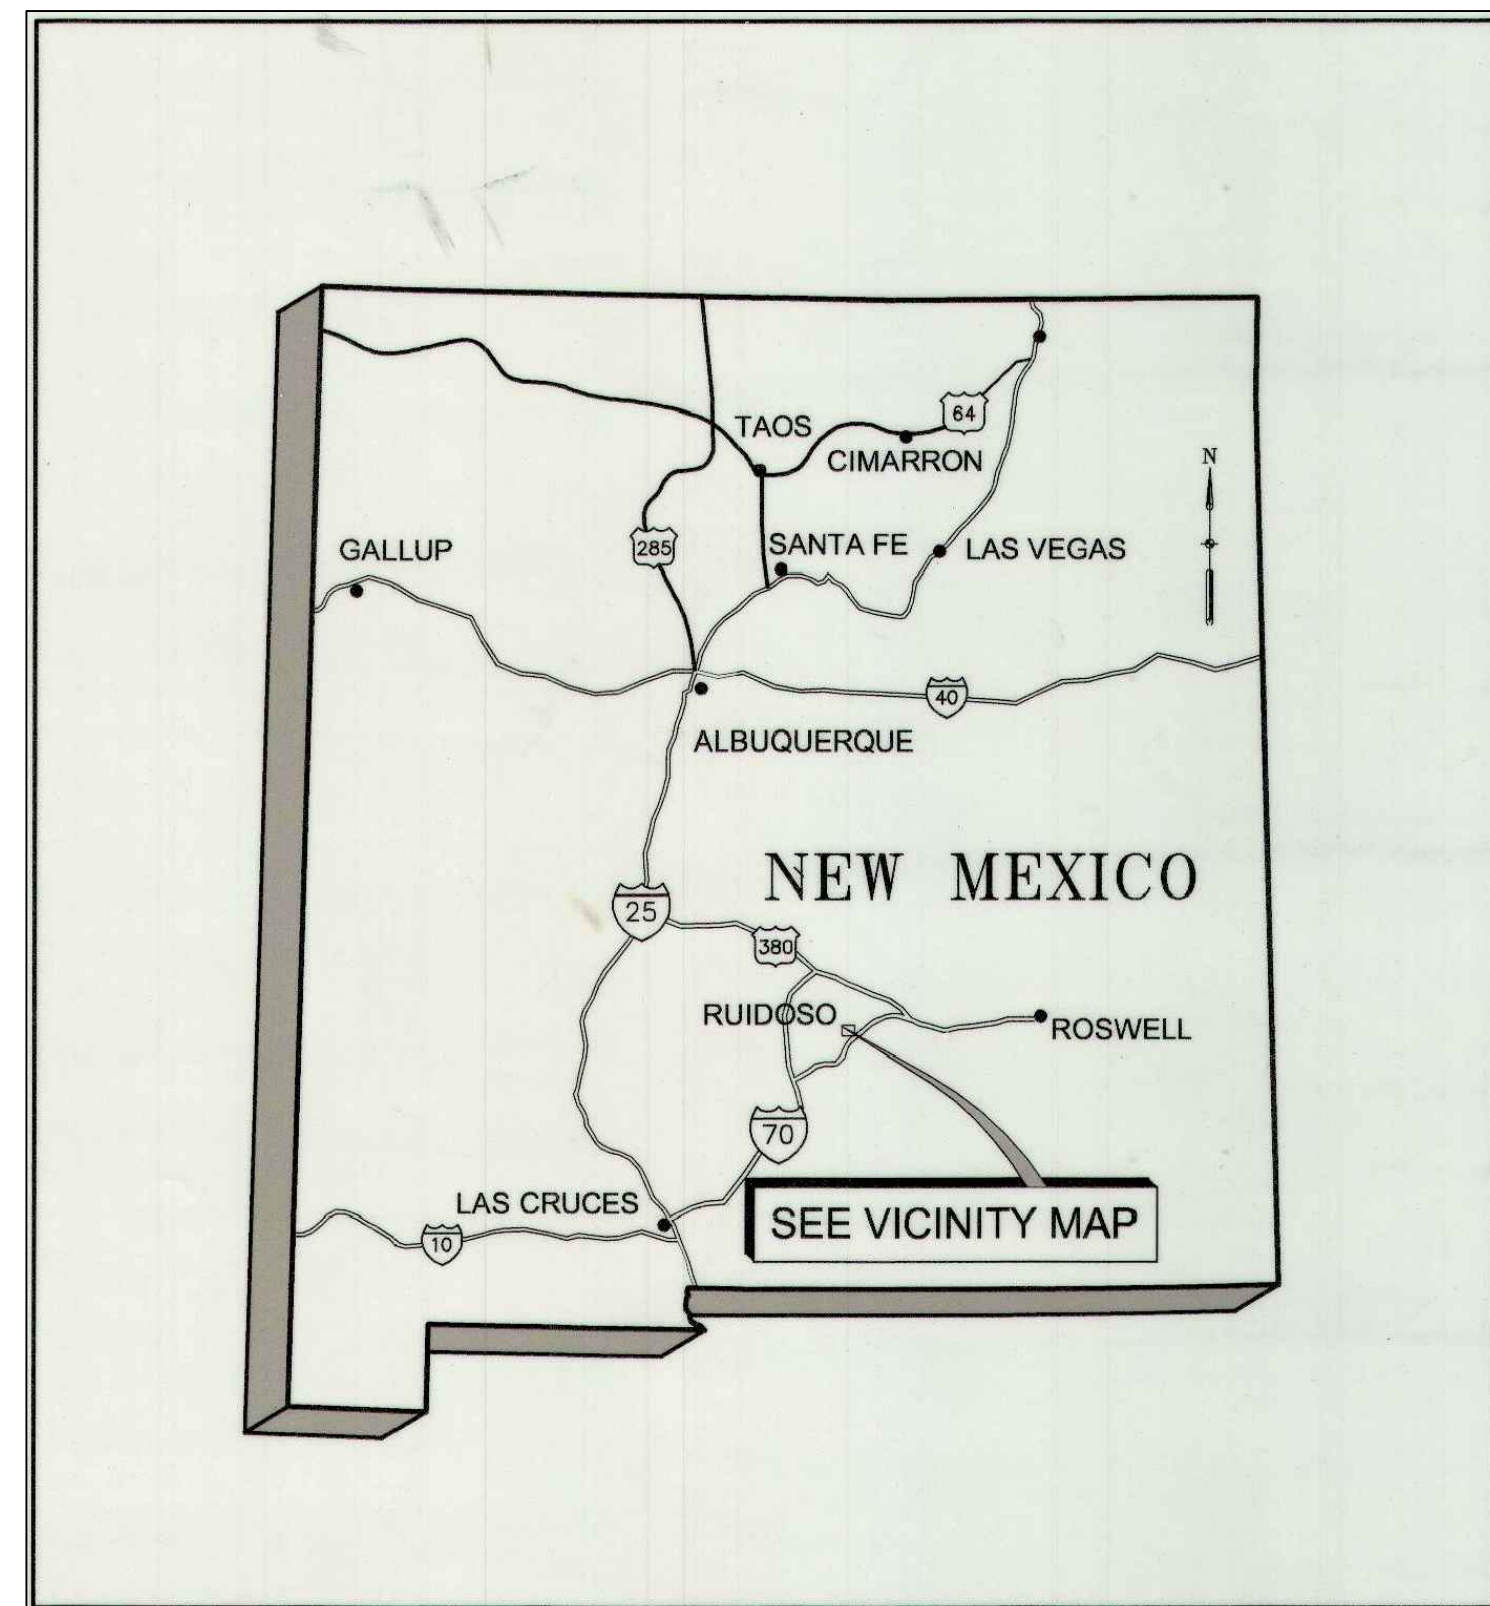 64
TAOS
CIMARRON
N
GALLUP
285
SANTA FE
LAS VEGAS
40
ALBUQUERQUE
NEW MEXICO
25
380
RUIDOSO
ROSWELL
70
LAS CRUCES
SEE VICINITY MAP
10